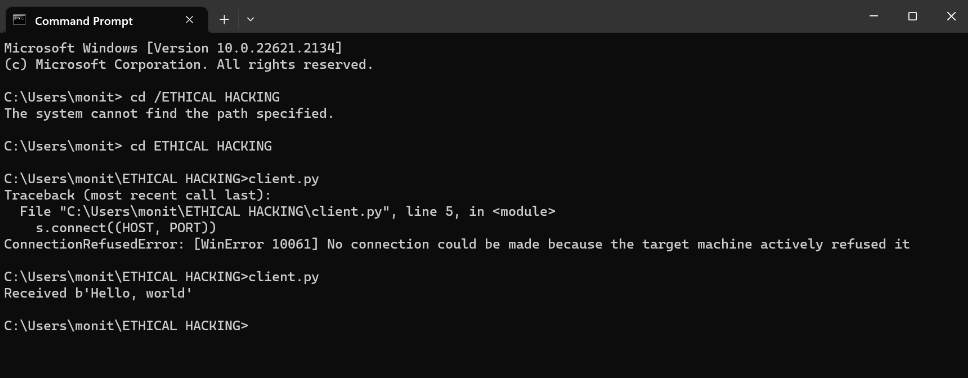 Command Prompt
Microsoft Windows [Version 10.0.22621.2134]
(c) Microsoft Corporation. All rights reserved.
C:\Users\monit> cd /ETHICAL HACKING
The system cannot find the path specified.
C:\Users\monit> cd ETHICAL HACKING
C:\Users\monit\ETHICAL HACKING>client.py
Traceback (most recent call last):
  File "C:\Users\monit\ETHICAL HACKING\client.py", line 5, in <module>
    s.connect((HOST, PORT))
ConnectionRefusedError: [WinError 10061] No connection could be made because the target machine actively refused it
C:\Users\monit\ETHICAL HACKING>client.py
Received b'Hello, world'
C:\Users\monit\ETHICAL HACKING>